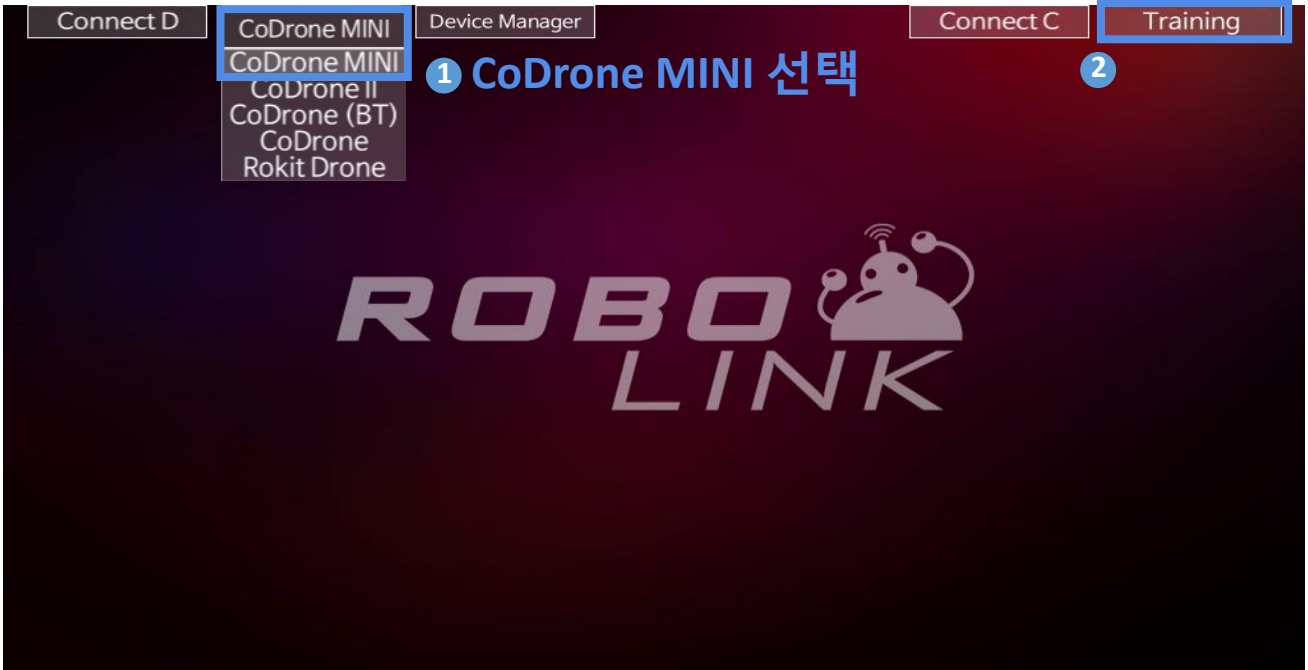 Connect D
CoDrone MINI
Device Manager
Connect C
Training
CoDrone MINI
CoDrone II
CoDrone (BT)
CoDrone
Rokit Drone
1 CoDrone MINI 선택
2
ROBO
LINK